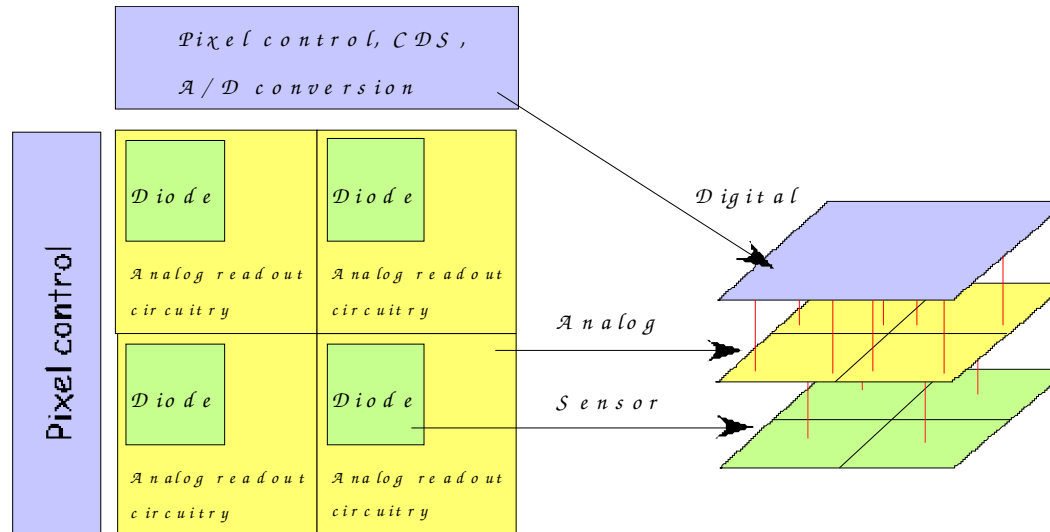 Pixel control, CDS,
A/D conversion
Pixel control
Diode
Analog readout
circuitry
Diode
Analog readout
circuitry
Diode
Analog readout
circuitry
Diode
Analog readout
circuitry
Digital
Analog
Sensor